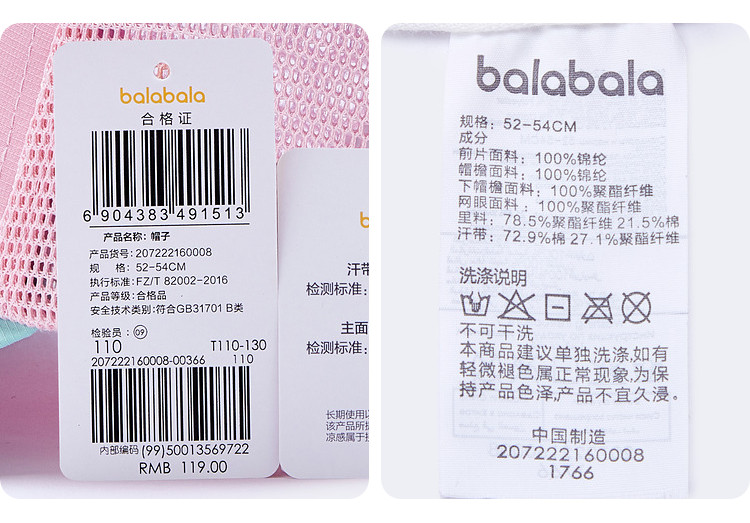 balabala
合格证
6 904383 491513
产品名称: 帽子
产品货号: 207222160008
规 格: 52-54CM
执行标准: FZ/T 82002-2016
产品等级: 合格品
安全技术类别: 符合GB31701 B类
检验员: 09
110 T110-130
207222160008-00366 110
内部编码 (99)50013569722
RMB 119.00
b
汗带
检测标准:
主面
检测标准:
长期使用以
该产品所
凉感属于
balabala
规格: 52-54CM
成分
前片面料: 100%锦纶
帽檐面料: 100%锦纶
下帽檐面料: 100%聚酯纤维
网眼面料: 100%聚酯纤维
里料: 78.5%聚酯纤维 21.5%棉
汗带: 72.9%棉 27.1%聚酯纤维
洗涤说明
不可干洗
本商品建议单独洗涤,如有
轻微褪色属正常现象,为保
持产品色泽,产品不宜久浸。
中国制造
207222160008
1766